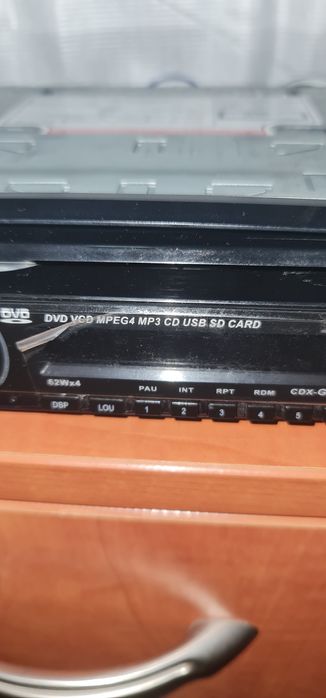 DVD
DVD VCD MPEG4 MP3 CD USB SD CARD
62Wx4
PAU INT RPT RDM CDX-G
DSP LOU 1 2 3 4 5